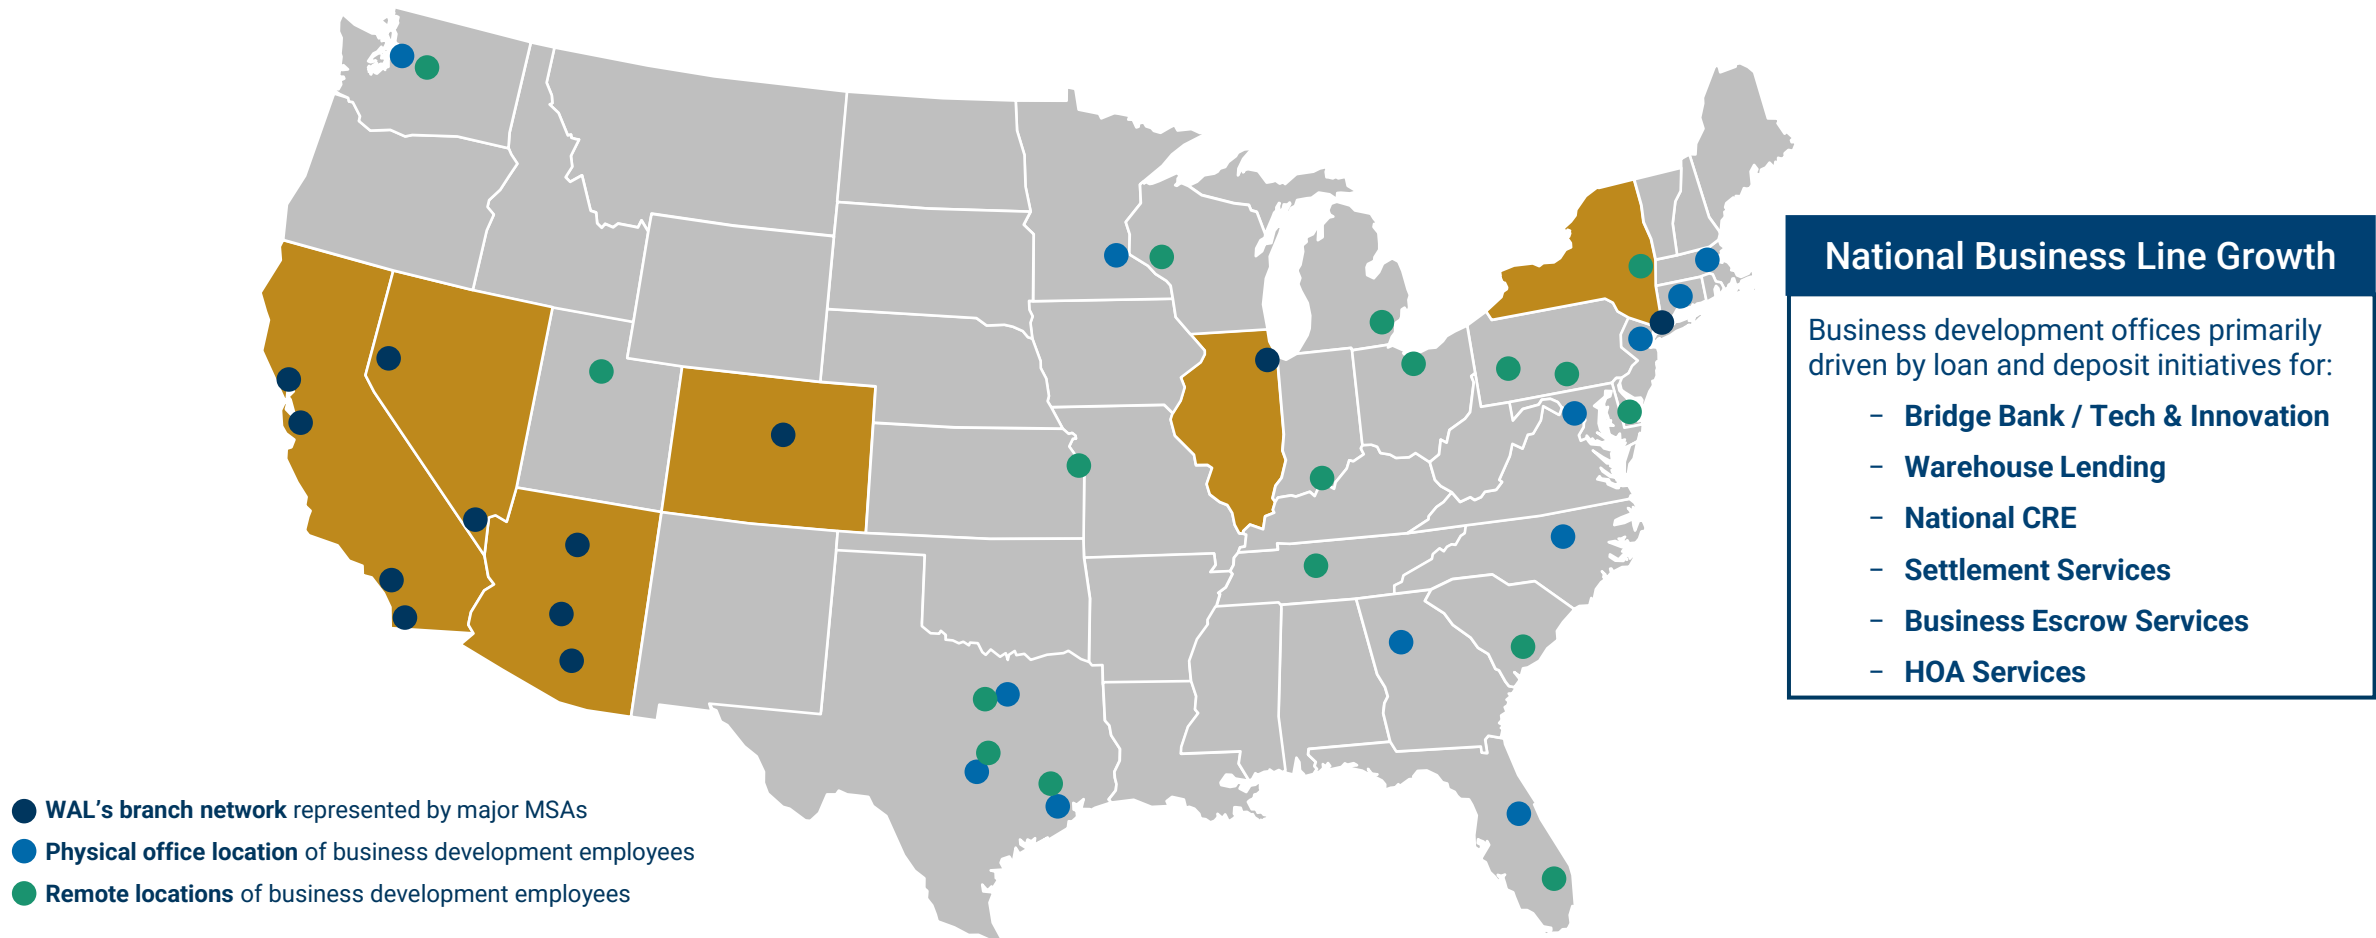 National Business Line Growth
Business development offices primarily
driven by loan and deposit initiatives for:
– Bridge Bank / Tech & Innovation
– Warehouse Lending
– National CRE
– Settlement Services
– Business Escrow Services
– HOA Services
WAL’s branch network represented by major MSAs
Physical office location of business development employees
Remote locations of business development employees